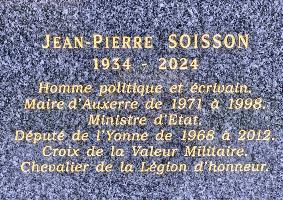 JEAN-PIERRE SOISSON
1934 - 2024
Homme politique et écrivain.
Maire d'Auxerre de 1971 à 1998.
Ministre d'Etat.
Député de l'Yonne de 1968 à 2012.
Croix de la Valeur Militaire.
Chevalier de la Légion d'honneur.